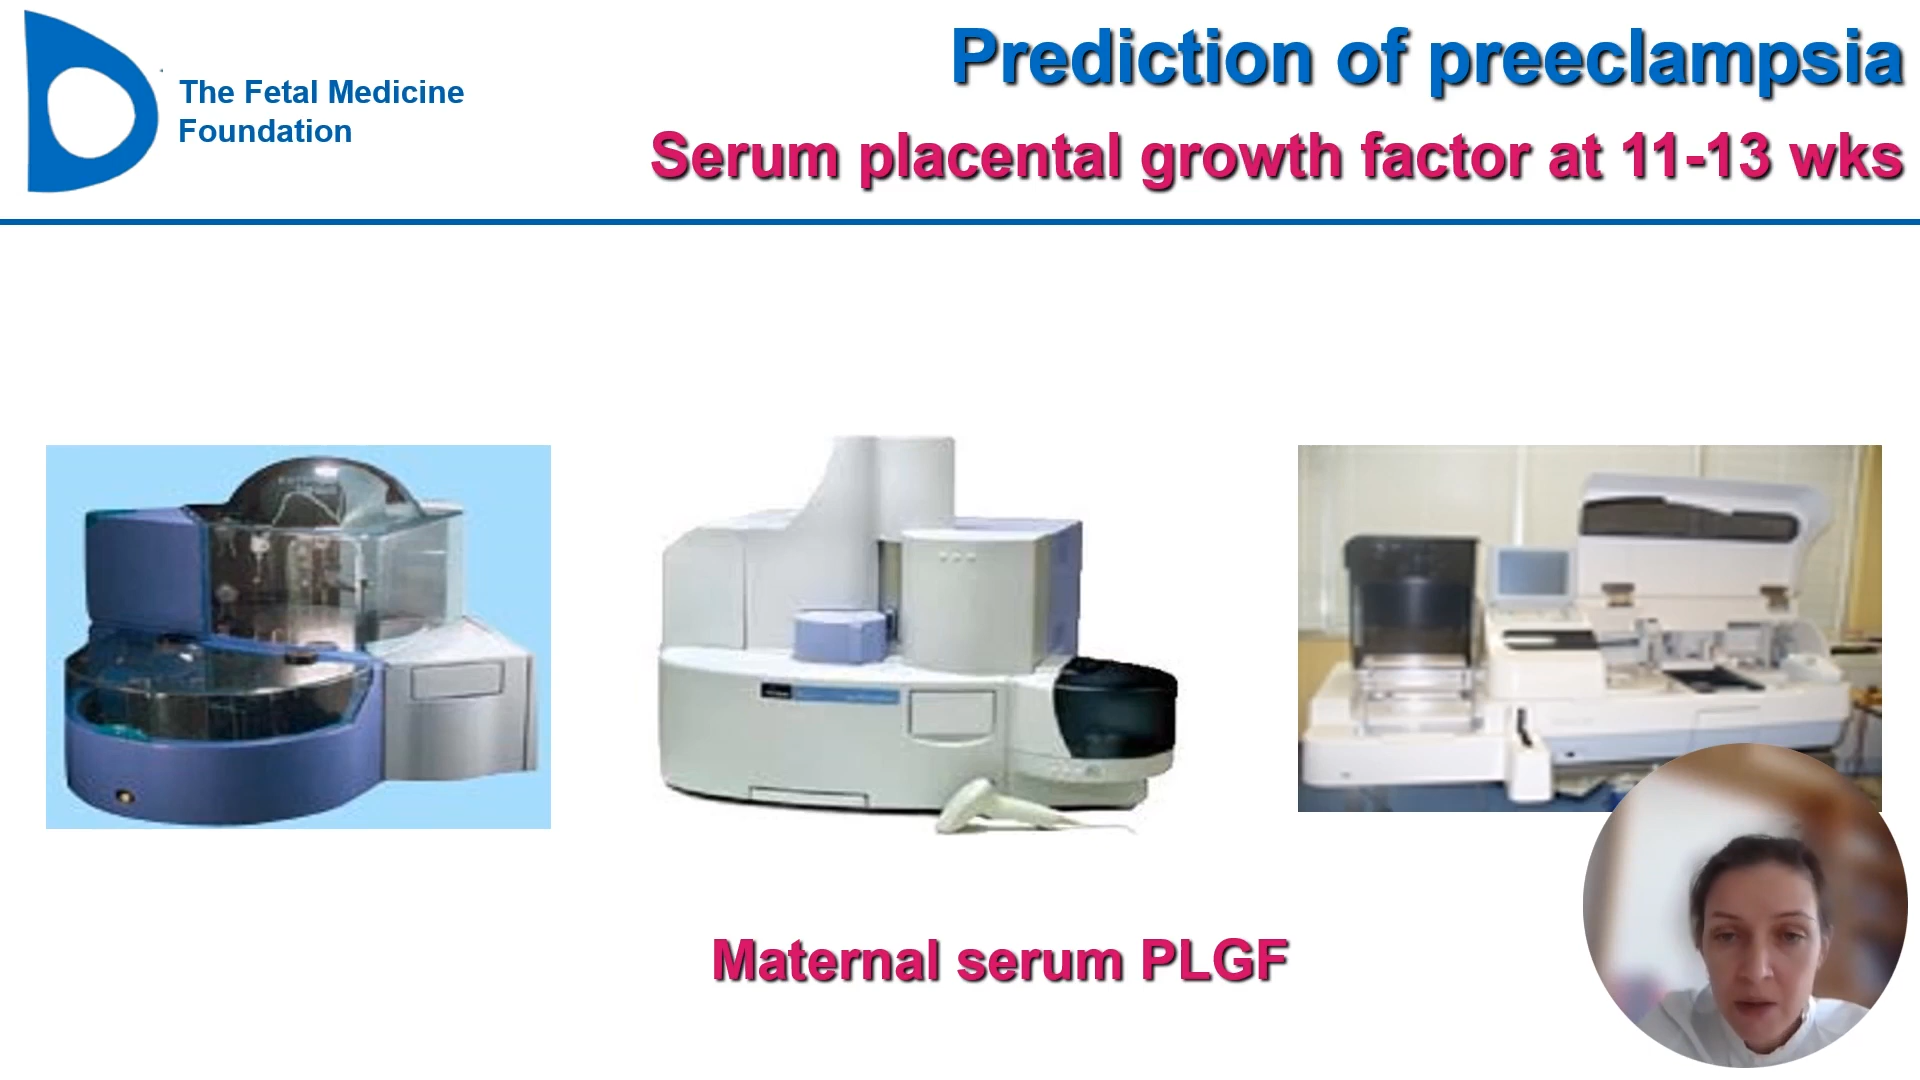 The Fetal Medicine
Foundation
Prediction of preeclampsia
Serum placental growth factor at 11-13 wks
Maternal serum PLGF